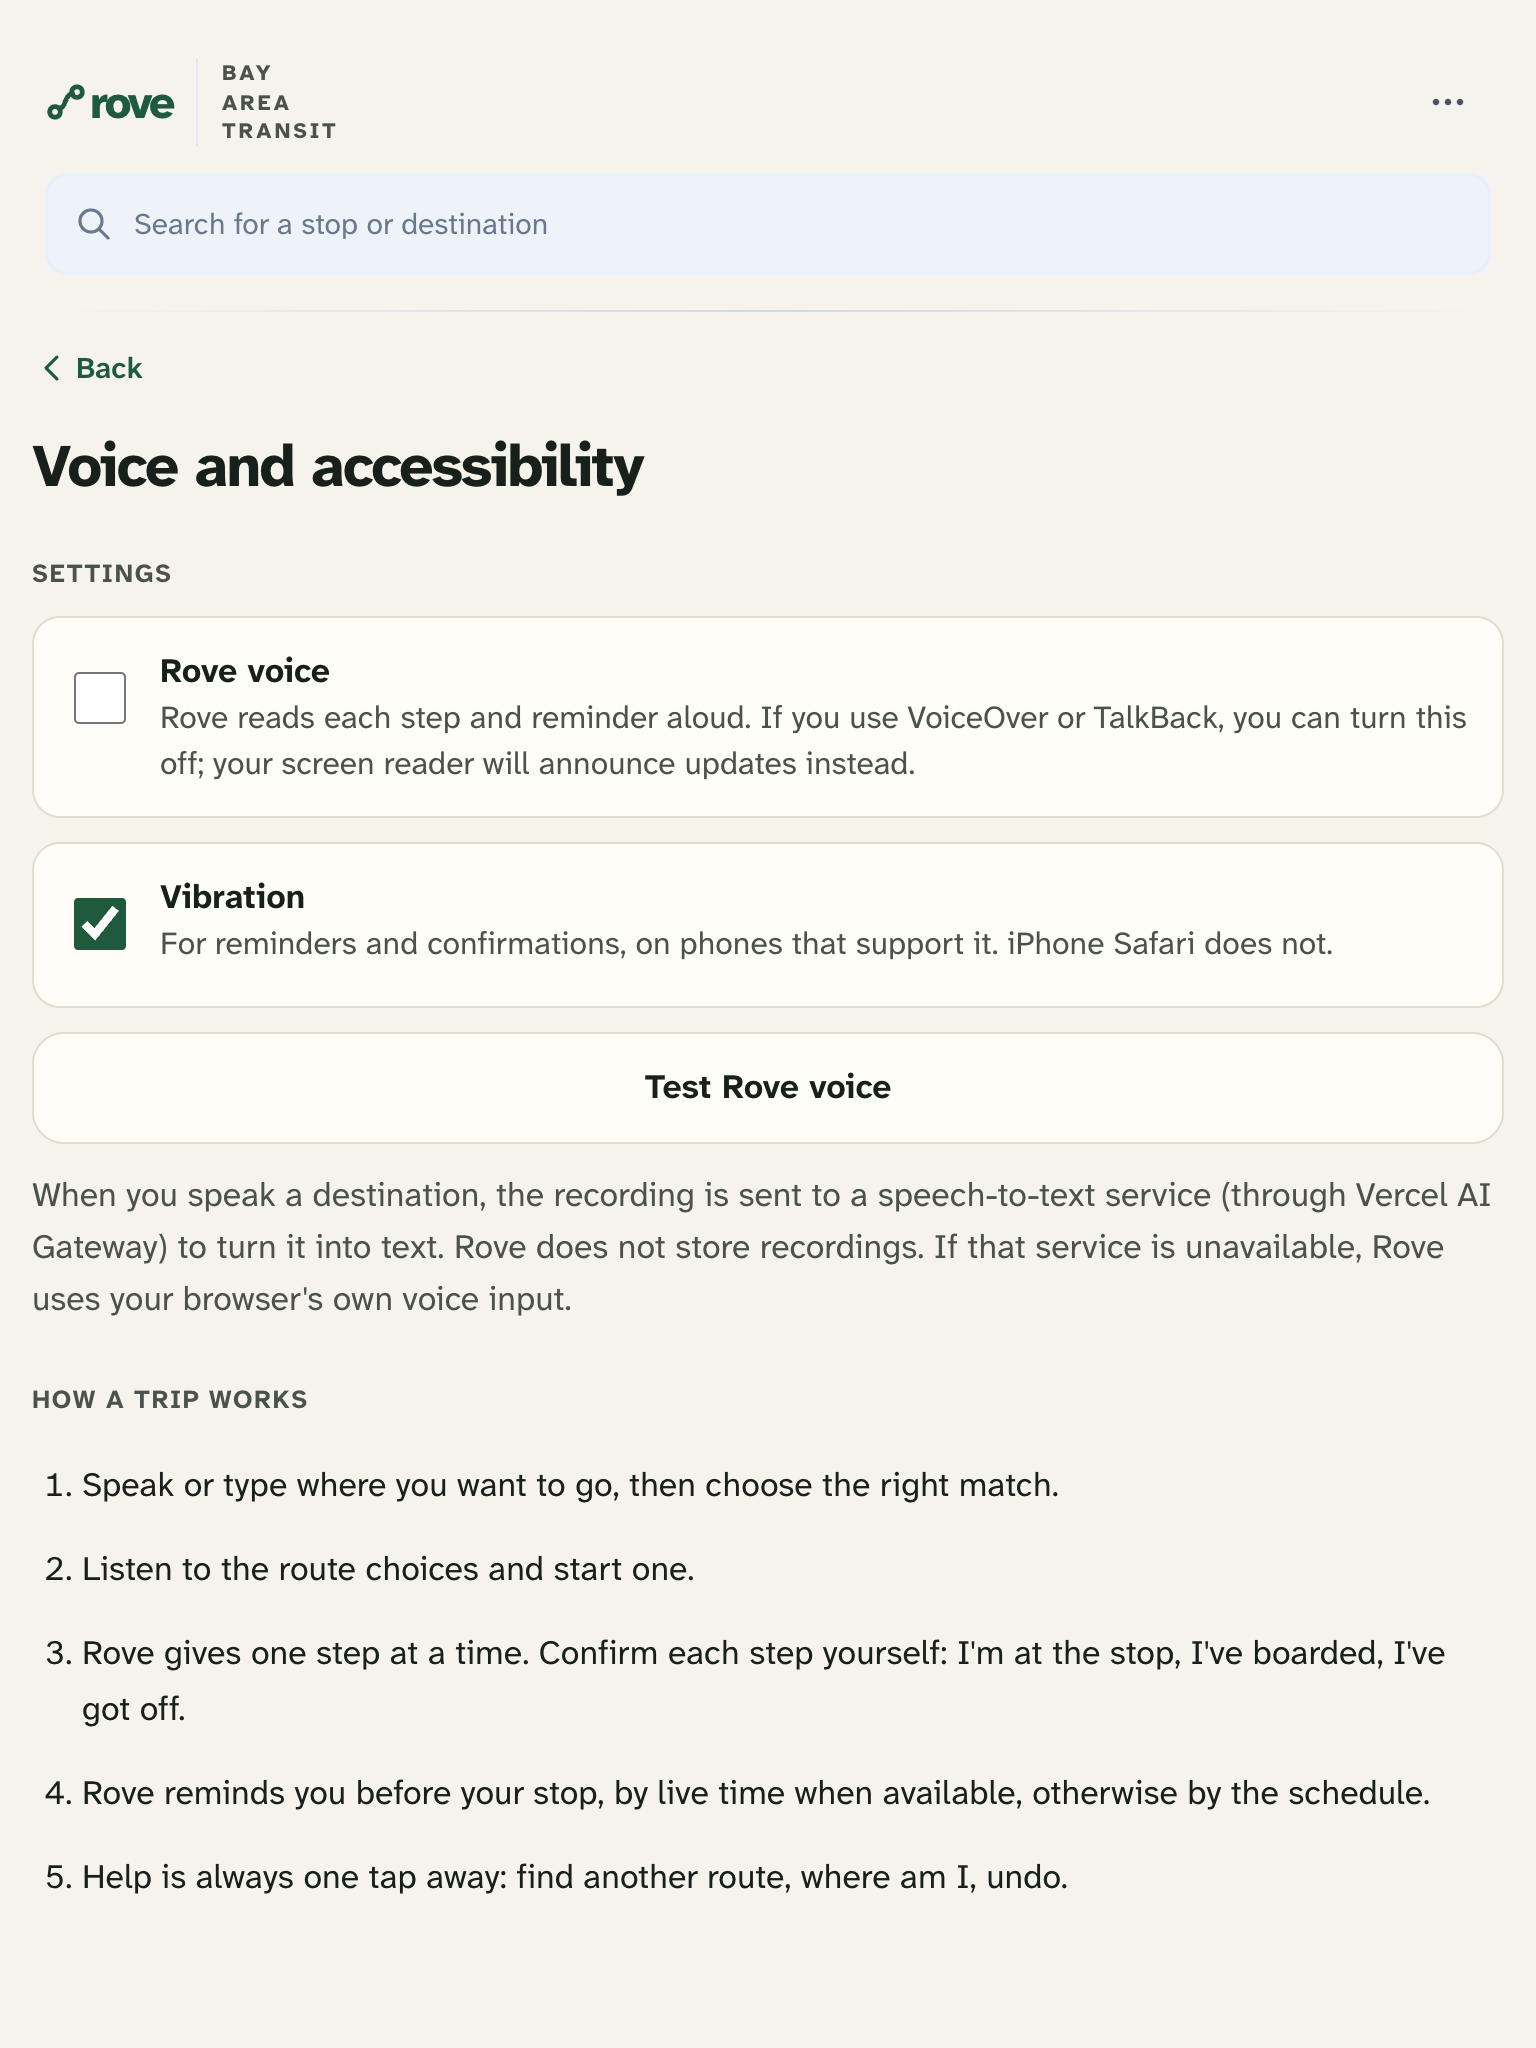 rove
BAY
AREA
TRANSIT
Search for a stop or destination
Back
Voice and accessibility
SETTINGS
Rove voice
Rove reads each step and reminder aloud. If you use VoiceOver or TalkBack, you can turn this
off; your screen reader will announce updates instead.
Vibration
For reminders and confirmations, on phones that support it. iPhone Safari does not.
Test Rove voice
When you speak a destination, the recording is sent to a speech-to-text service (through Vercel AI
Gateway) to turn it into text. Rove does not store recordings. If that service is unavailable, Rove
uses your browser's own voice input.
HOW A TRIP WORKS
1. Speak or type where you want to go, then choose the right match.
2. Listen to the route choices and start one.
3. Rove gives one step at a time. Confirm each step yourself: I'm at the stop, I've boarded, I've
got off.
4. Rove reminds you before your stop, by live time when available, otherwise by the schedule.
5. Help is always one tap away: find another route, where am I, undo.